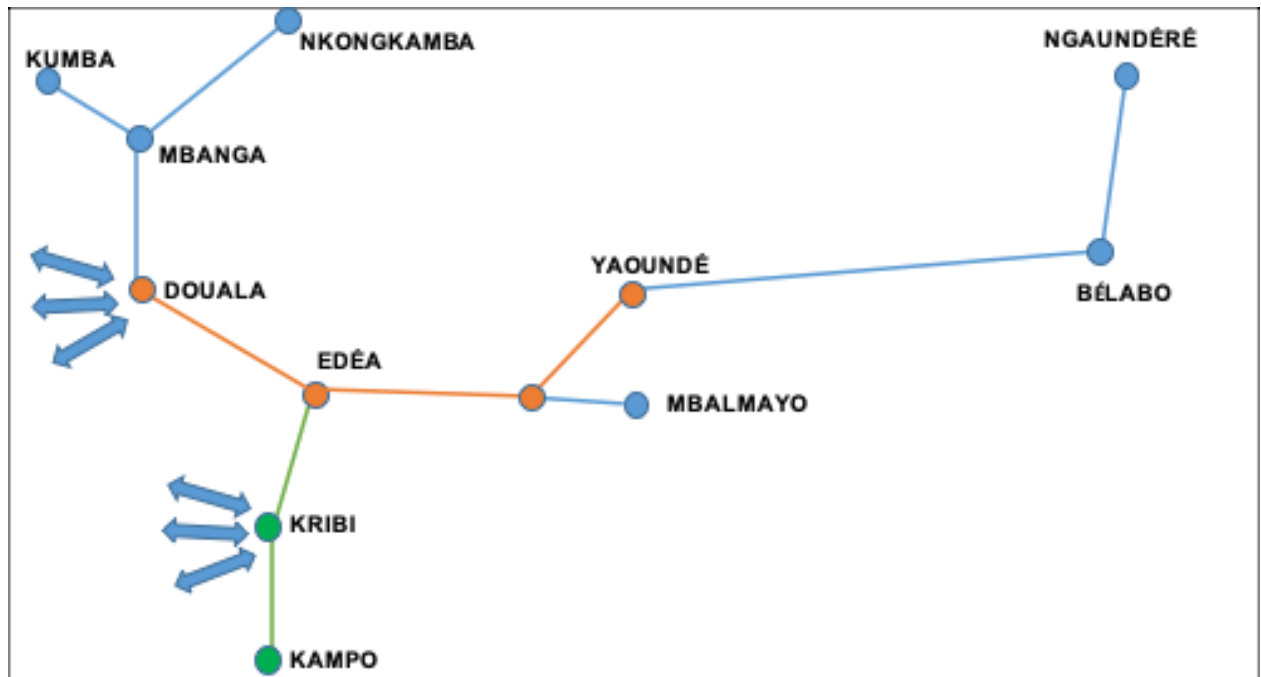 NKONGKAMBA
NGAUNDÉRÉ
KUMBA
MBANGA
YAOUNDÉ
DOUALA
BÉLABO
EDÉA
MBALMAYO
KRIBI
KAMPO